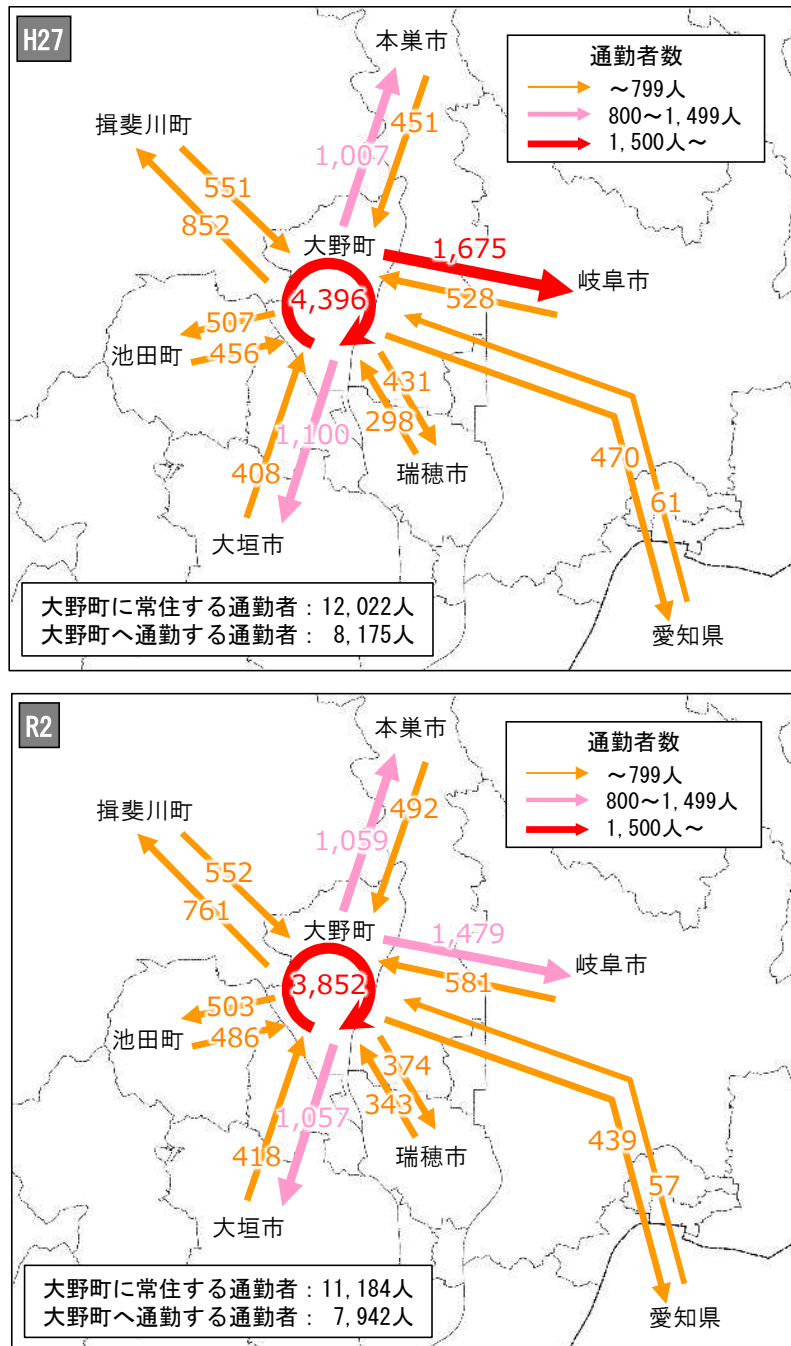 H27
本巣市
通勤者数
～799人
800～1,499人
1,500人～
揖斐川町
451
1,007
551
852
大野町
1,675
岐阜市
4,396
528
507
池田町
456
431
1,100
298
408
470
61
瑞穂市
大垣市
愛知県
大野町に常住する通勤者：12,022人
大野町へ通勤する通勤者： 8,175人
R2
本巣市
通勤者数
～799人
800～1,499人
1,500人～
揖斐川町
492
1,059
552
761
大野町
1,479
岐阜市
3,852
581
503
池田町
486
374
343
1,057
418
439
57
瑞穂市
大垣市
愛知県
大野町に常住する通勤者：11,184人
大野町へ通勤する通勤者： 7,942人